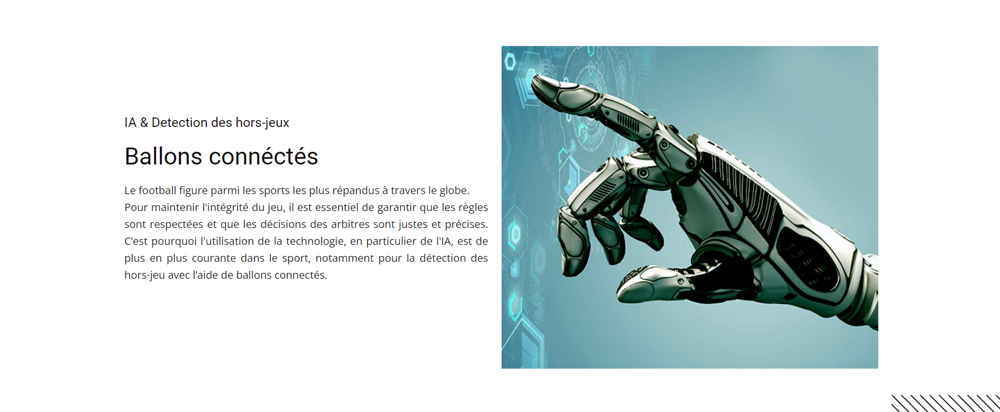 IA & Detection des hors-jeux
Ballons connéctés
Le football figure parmi les sports les plus répandus à travers le globe.
Pour maintenir l'intégrité du jeu, il est essentiel de garantir que les règles
sont respectées et que les décisions des arbitres sont justes et précises.
C’est pourquoi l'utilisation de la technologie, en particulier de l'IA, est de
plus en plus courante dans le sport, notamment pour la détection des
hors-jeu avec l’aide de ballons connectés.